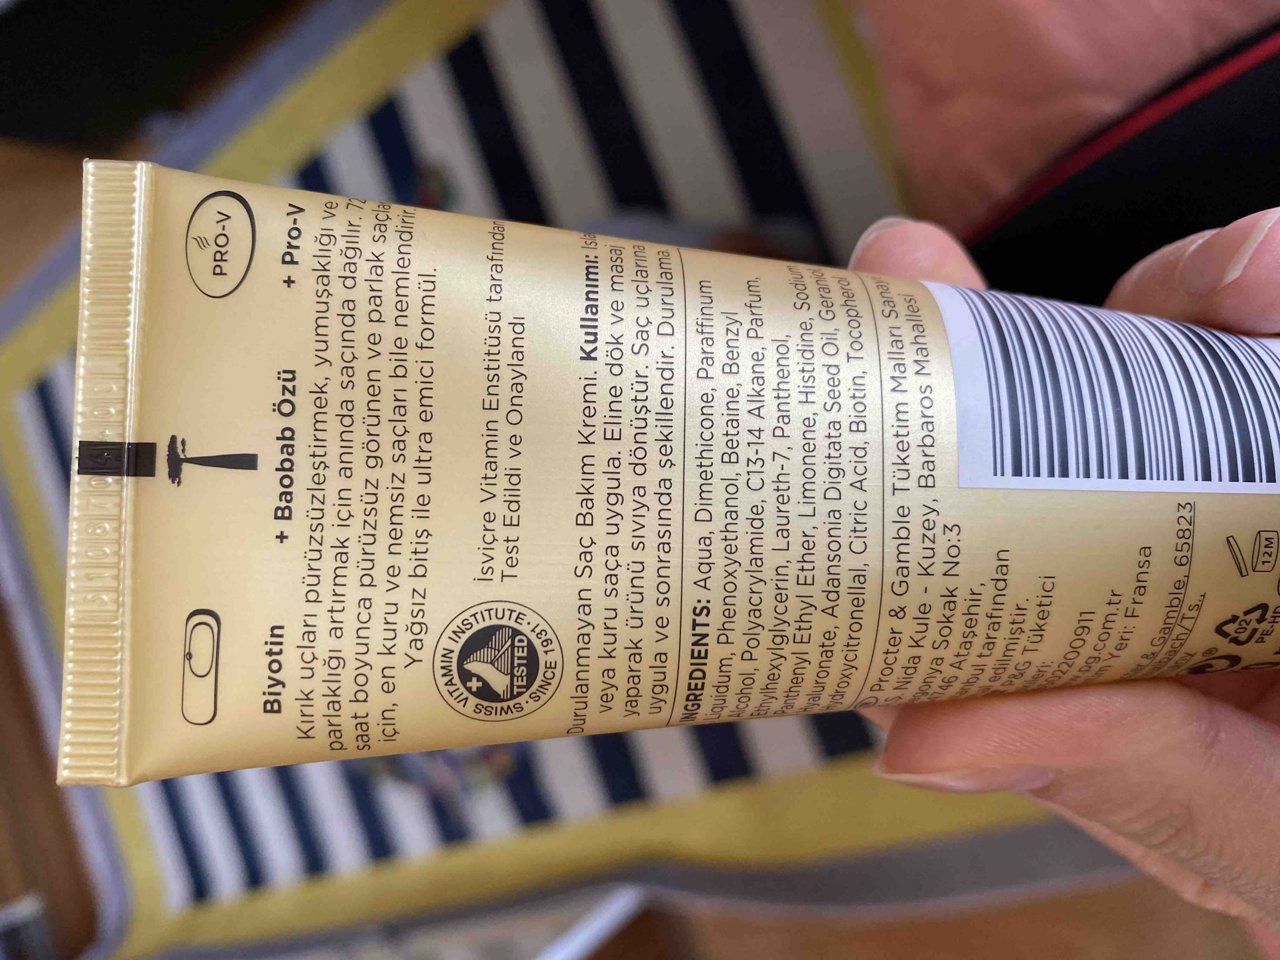 PRO-V
Biyotin + Baobab Özü + Pro-V
Kırık uçları pürüzsüzleştirmek, yumuşaklığı ve
parlaklığı artırmak için anında saçında dağılır. 72
saat boyunca pürüzsüz görünen ve parlak saçla
için, en kuru ve nemsiz saçları bile nemlendirir.
Yağsız bitiş ile ultra emici formül.
SWISS VITAMIN INSTITUTE · SINCE 1931 ·
TESTED
İsviçre Vitamin Enstitüsü tarafından
Test Edildi ve Onaylandı
Durulanmayan Saç Bakım Kremi. Kullanımı: Isla
veya kuru saça uygula. Eline dök ve masaj
yaparak ürünü sıvıya dönüştür. Saç uçlarına
uygula ve sonrasında şekillendir. Durulama.
INGREDIENTS: Aqua, Dimethicone, Paraffinum
Liquidum, Phenoxyethanol, Betaine, Benzyl
Alcohol, Polyacrylamide, C13-14 Alkane, Parfum,
Ethylhexylglycerin, Laureth-7, Panthenol,
Panthenyl Ethyl Ether, Limonene, Histidine, Sodium
Hyaluronate, Adansonia Digitata Seed Oil, Geraniol
Hydroxycitronellal, Citric Acid, Biotin, Tocopherol
Procter & Gamble Tüketim Malları Sanayi
Nida Kule - Kuzey, Barbaros Mahallesi
Sokak No:3
746 Ataşehir,
tarafından
edilmiştir.
P&G Tüketici
02200911
pg.com.tr
Yeri: Fransa
& Gamble, 65823
12 M
02